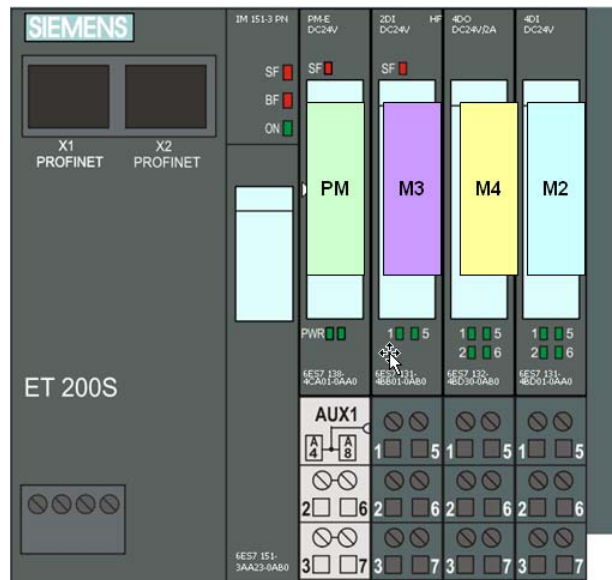 SIEMENS
X1
PROFINET
X2
PROFINET
ET 200S
IM 151-3 PN
SF
BF
ON
6ES7 151-
3AA23-0AB0
PM-E
DC24V
SF
PM
PWR
6ES7 138-
4CA01-0AA0
AUX1
A
4
A
8
2
6
3
7
2DI HF
DC24V
SF
M3
1 5
6ES7 131-
4BB01-0AB0
1 5
2 6
3 7
4DO
DC24V/2A
M4
1 5
2 6
6ES7 132-
4BD30-0AB0
1 5
2 6
3 7
4DI
DC24V
M2
1 5
2 6
6ES7 131-
4BD01-0AA0
1 5
2 6
3 7